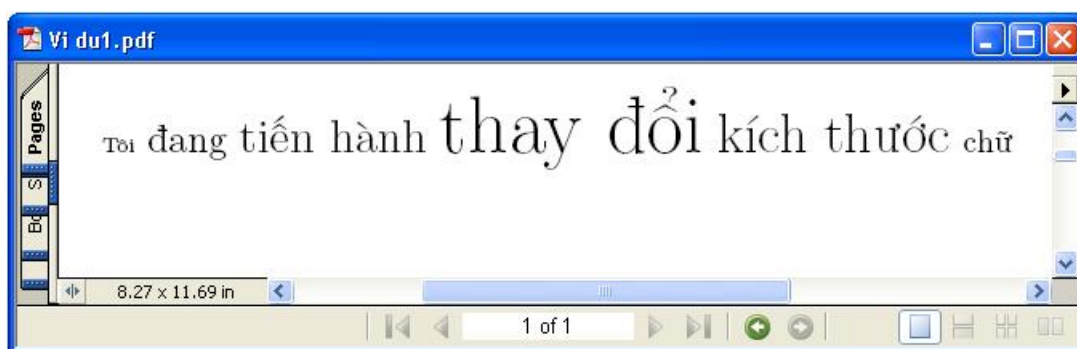 Vi du1.pdf
Pages
S
Bo
Tôi đang tiến hành thay đổi kích thước chữ
8.27 x 11.69 in
1 of 1